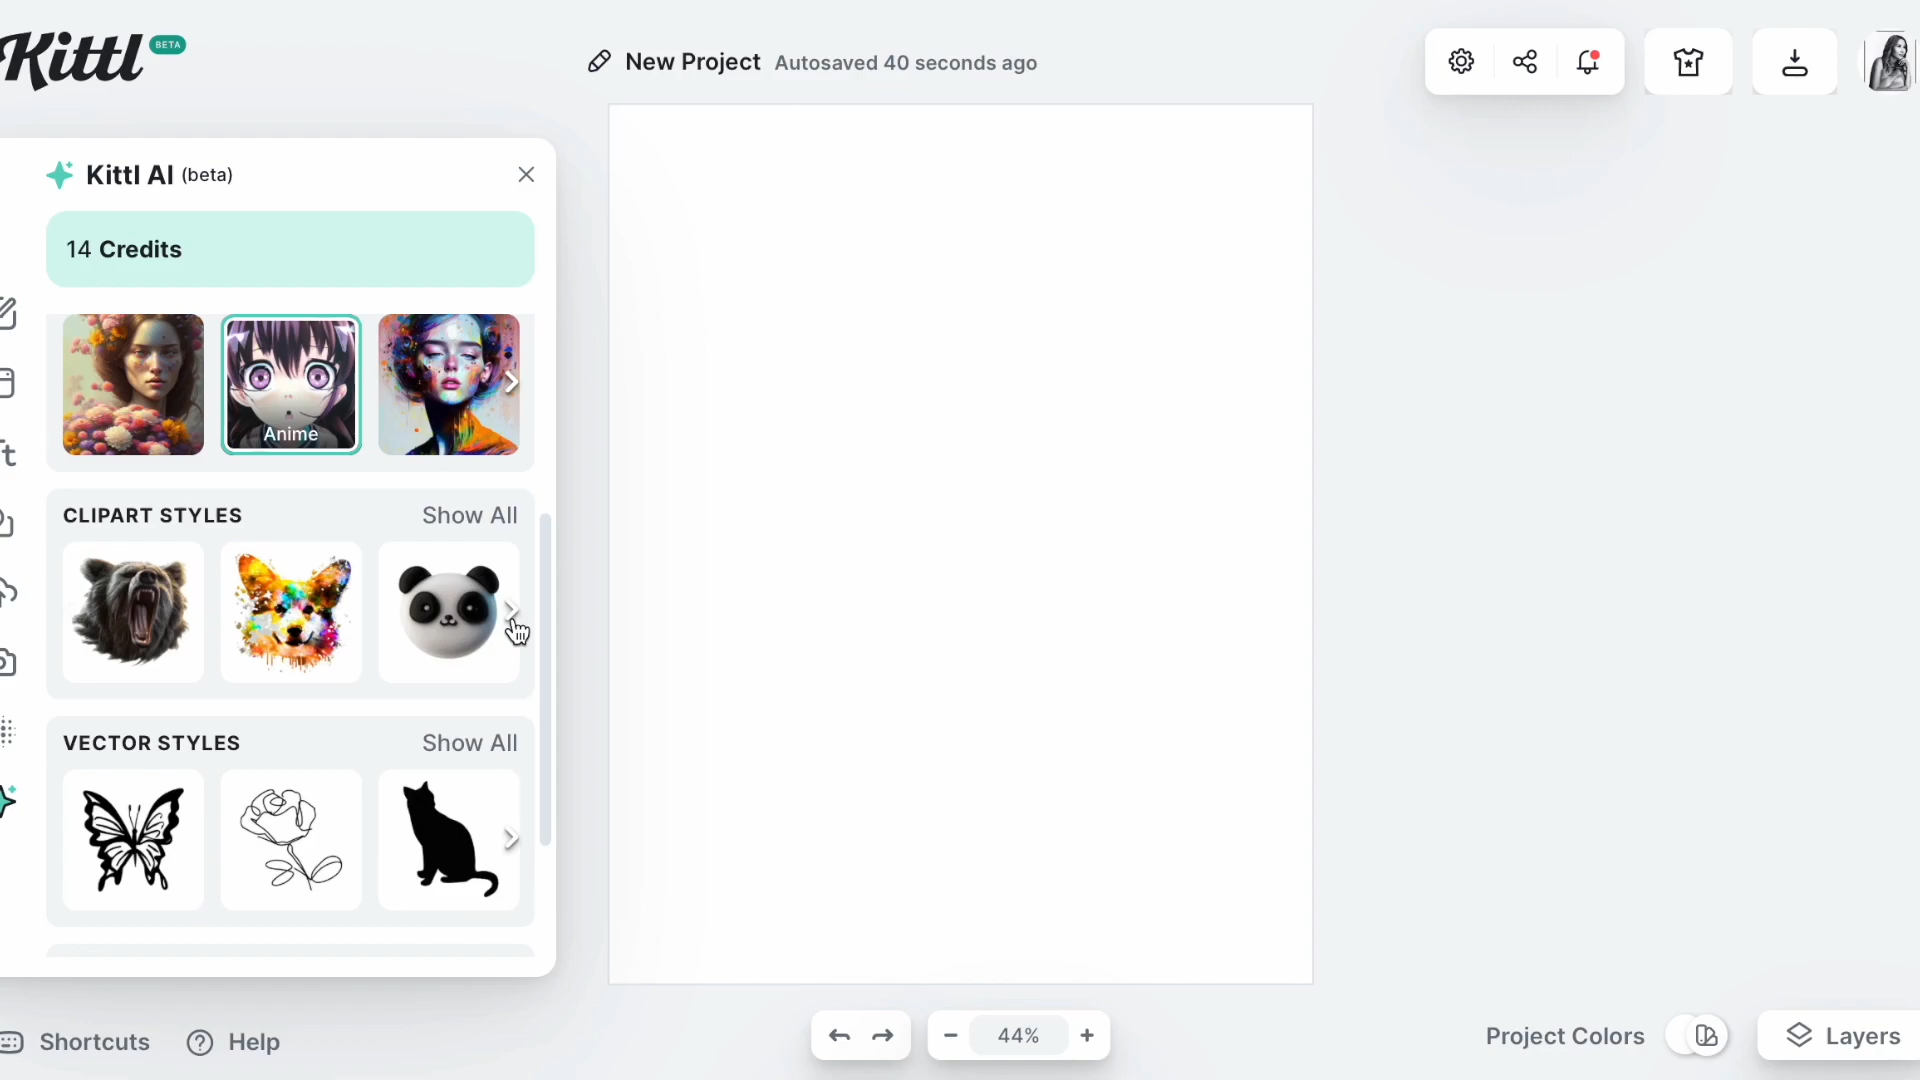 Kittl BETA
New Project Autosaved 40 seconds ago
Kittl AI (beta)
14 Credits
Anime
CLIPART STYLES Show All
VECTOR STYLES Show All
Shortcuts Help
44%
Project Colors
Layers